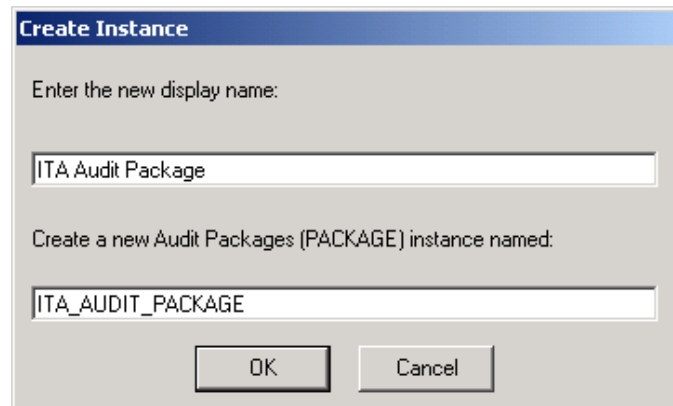 Create Instance
Enter the new display name:
ITA Audit Package
Create a new Audit Packages (PACKAGE) instance named:
ITA_AUDIT_PACKAGE
OK Cancel